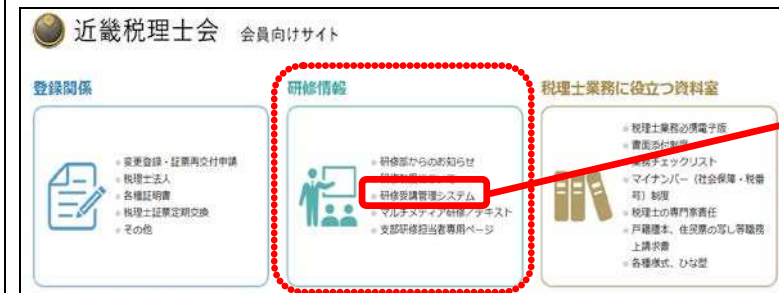 近畿税理士会 会員向けサイト
登録関係
変更登録・証票再交付申請
税理士法人
各種証明書
税理士証票定期交換
その他
研修情報
研修部からのお知らせ
研修受講管理システム
マルチメディア研修/テキスト
支部研修担当者専用ページ
税理士業務に役立つ資料室
税理士業務必携電子版
書面添付制度
業務チェックリスト
マイナンバー(社会保障・税番
号)制度
税理士の専門家責任
戸籍謄本、住民票の写し等職務
上請求書
各種様式、ひな型